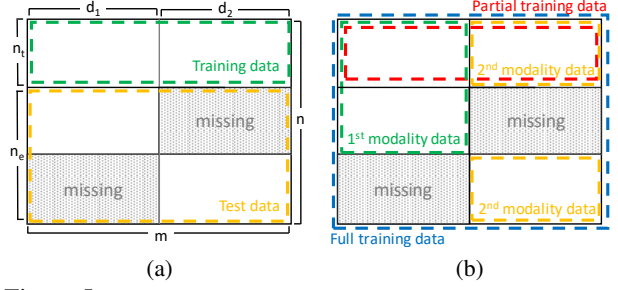 d1 d2
nt
Training data
ne
missing
n
missing
Test data
m
(a)
Partial training data
2nd modality data
1st modality data
missing
missing
2nd modality data
Full training data
(b)